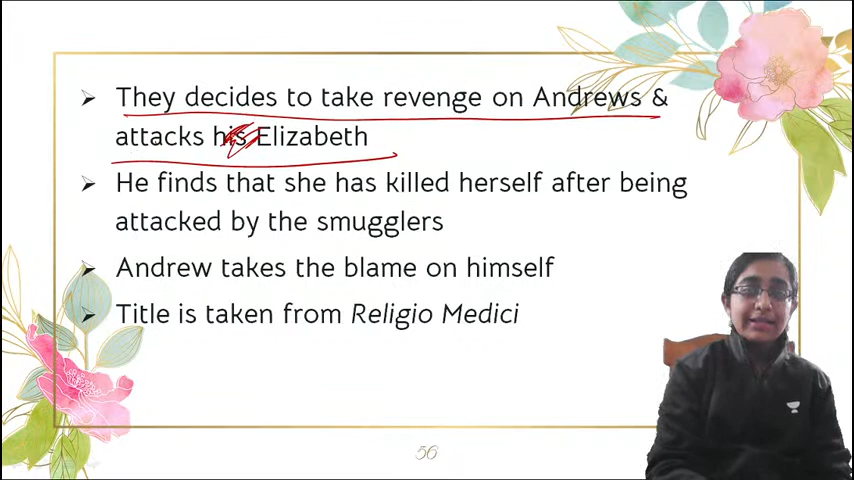 They decides to take revenge on Andrews &
attacks his Elizabeth
He finds that she has killed herself after being
attacked by the smugglers
Andrew takes the blame on himself
Title is taken from Religio Medici
56